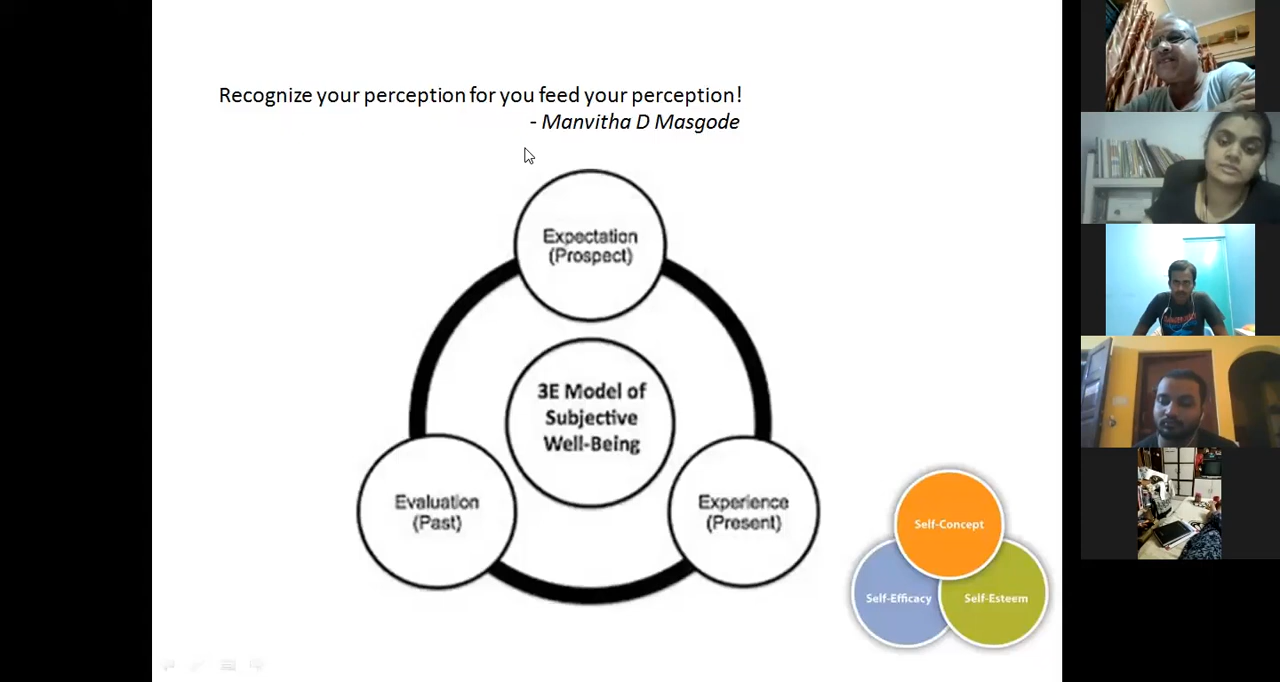 Recognize your perception for you feed your perception!
- Manvitha D Masgode
Expectation
(Prospect)
3E Model of
Subjective
Well-Being
Evaluation
(Past)
Experience
(Present)
Self-Concept
Self-Efficacy
Self-Esteem